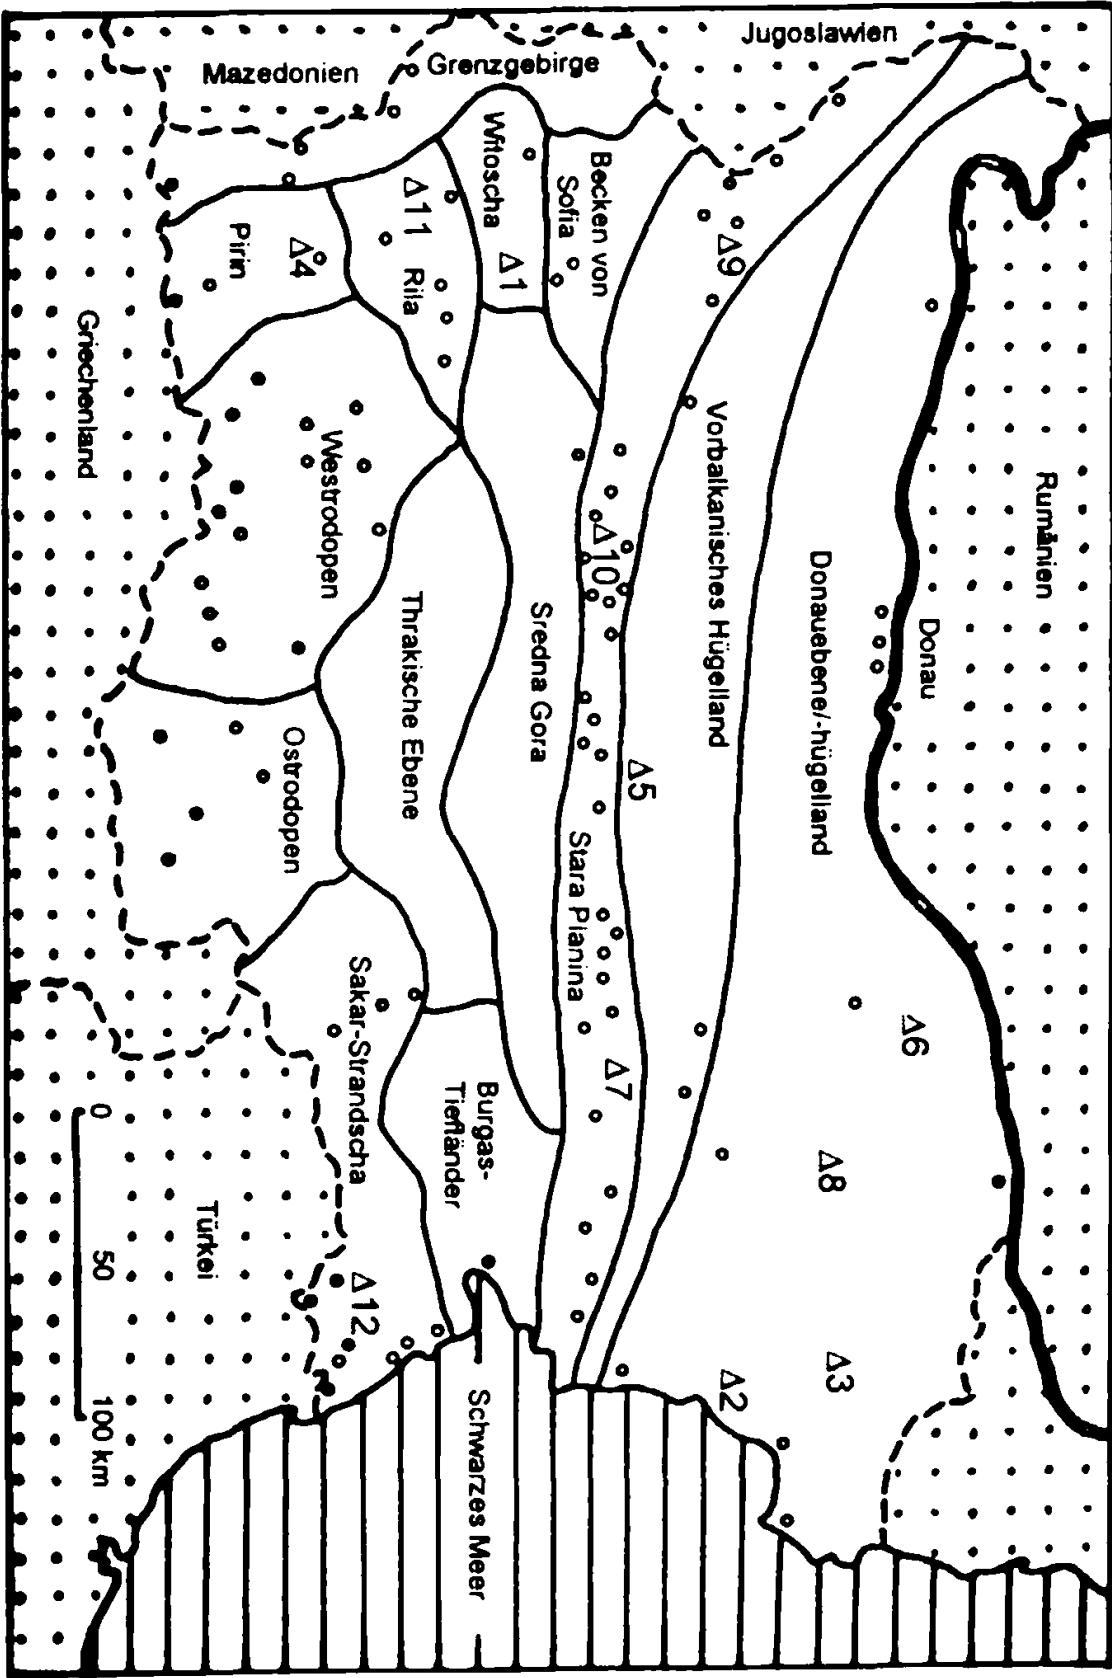 Rumänien
Jugoslawien
Donau
Donauebene/-hügelland
Δ6
Δ8
Δ3
Vorbalkanisches Hügelland
Δ9
Δ2
Grenzgebirge
Becken von
Sofia
Δ10
Δ5
Stara Planina
Δ7
Witoscha
Δ1
Sredna Gora
Burgas-
Tiefländer
Schwarzes Meer
Mazedonien
Δ11
Rila
Thrakische Ebene
Sakar-Strandscha
Δ12
Pirin
Δ4
Westrodopen
Ostrodopen
Griechenland
Türkei
0
50
100 km